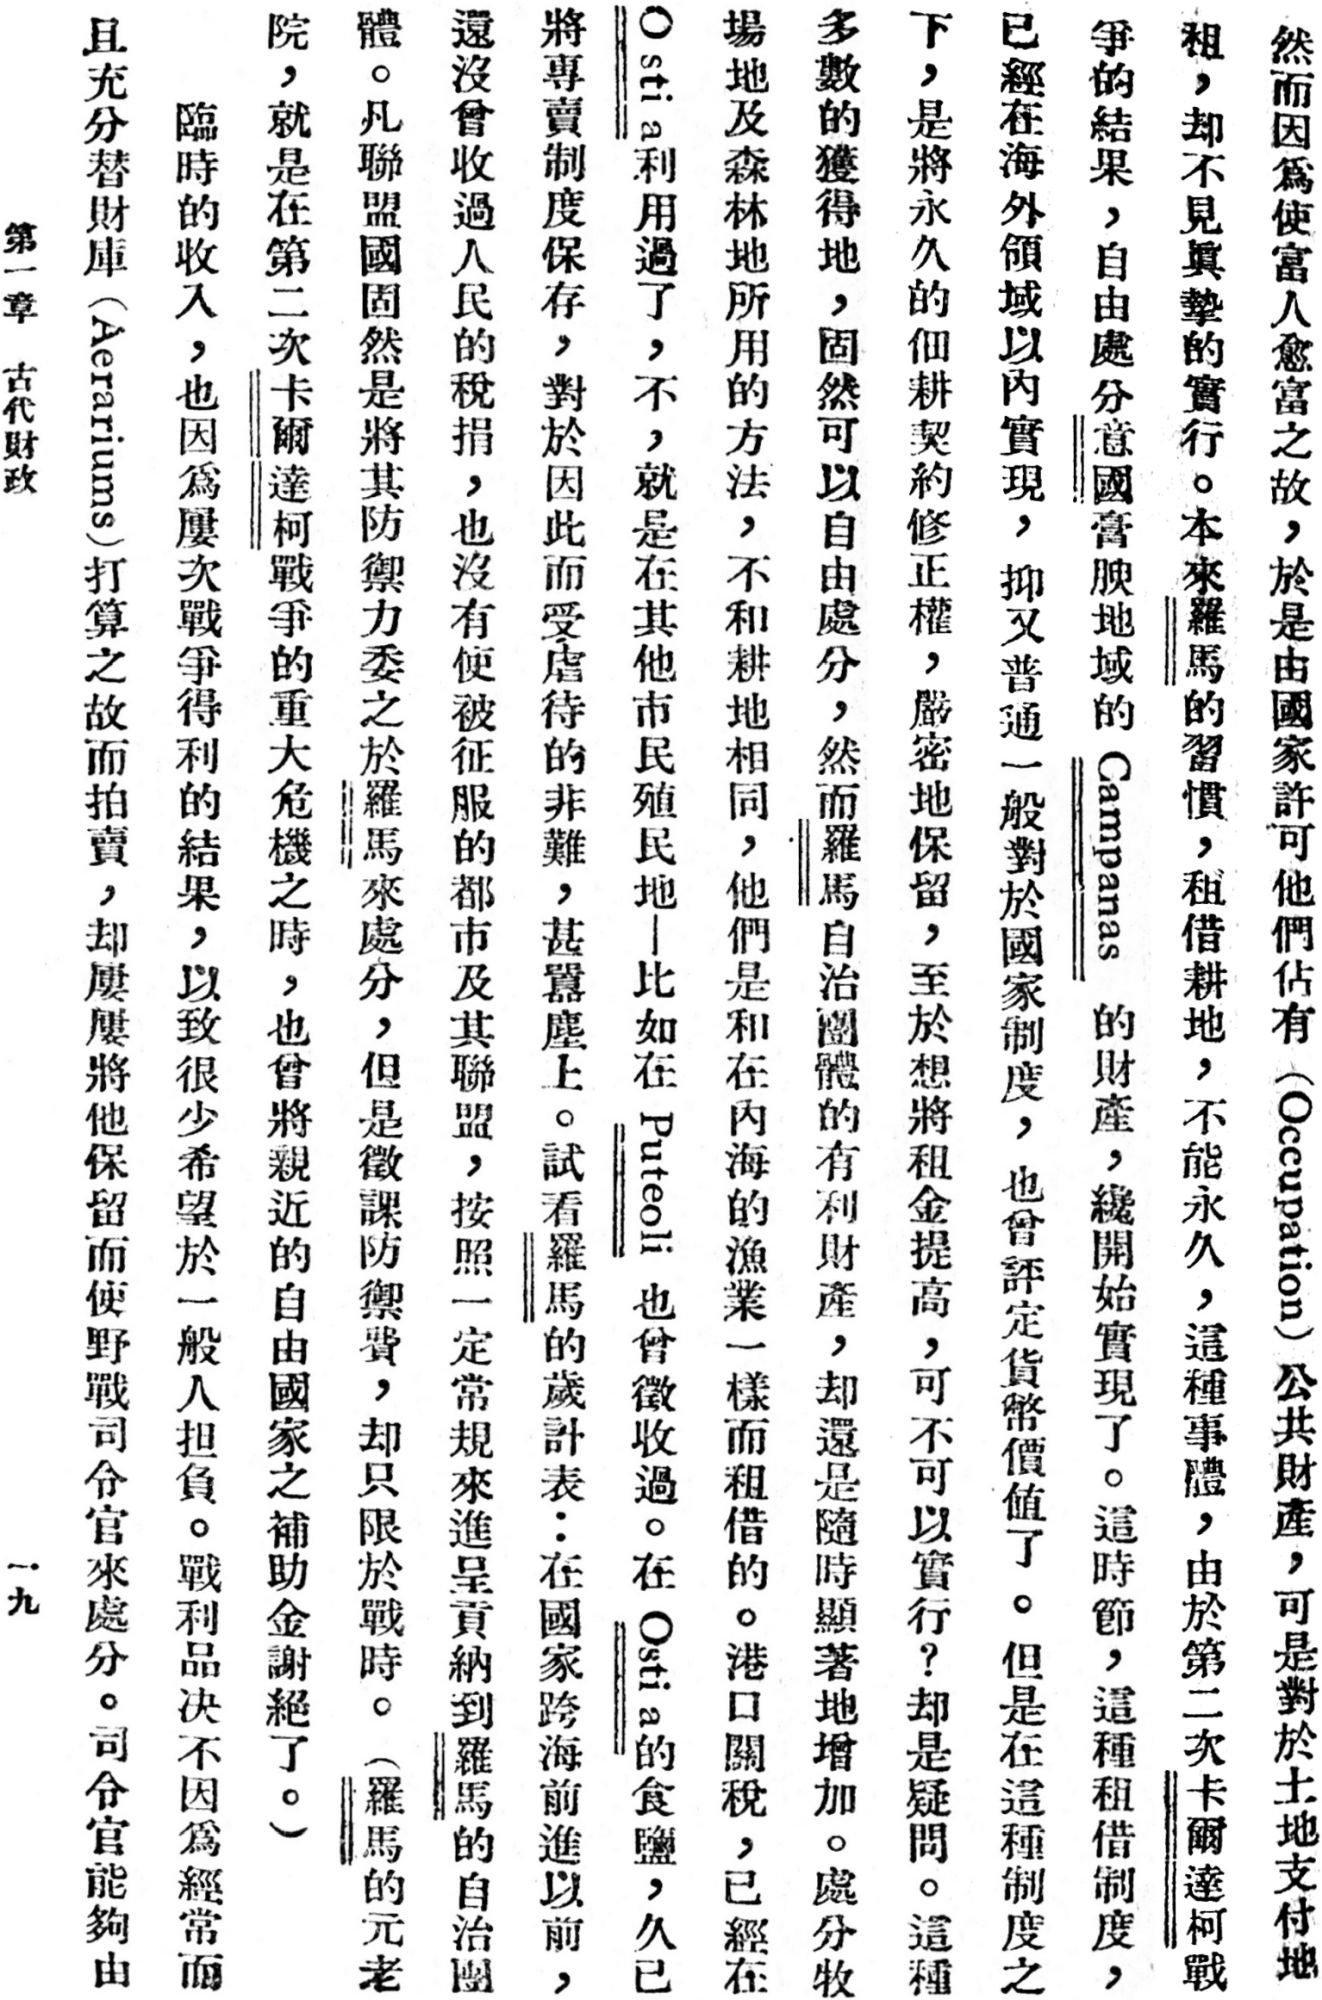 然而因爲使富人愈富之故，於是由國家許可他們佔有（Occupation）公共財產，可是對於土地支付地
租，却不見眞摯的實行。本來羅馬的習慣，租借耕地，不能永久，這種事體，由於第二次卡爾達柯戰
爭的結果，自由處分意國膏腴地域的 Campanas 的財產，纔開始實現了。這時節，這種租借制度，
已經在海外領域以內實現，抑又普通一般對於國家制度，也曾評定貨幣價値了。但是在這種制度之
下，是將永久的佃耕契約修正權，嚴密地保留，至於想將租金提高，可不可以實行？却是疑問。這種
多數的獲得地，固然可以自由處分，然而羅馬自治團體的有利財產，却還是隨時顯著地增加。處分牧
場地及森林地所用的方法，不和耕地相同，他們是和在內海的漁業一樣而租借的。港口關稅，已經在
Ostia利用過了，不，就是在其他市民殖民地—比如在 Puteoli 也曾徵收過。在 Ostia的食鹽，久已
將專賣制度保存，對於因此而受虐待的非難，甚囂塵上。試看羅馬的歲計表：在國家跨海前進以前，
還沒曾收過人民的稅捐，也沒有使被征服的都市及其聯盟，按照一定常規來進呈貢納到羅馬的自治團
體。凡聯盟國固然是將其防禦力委之於羅馬來處分，但是徵課防禦費，却只限於戰時。（羅馬的元老
院，就是在第二次卡爾達柯戰爭的重大危機之時，也曾將親近的自由國家之補助金謝絕了。）
臨時的收入，也因爲屢次戰爭得利的結果，以致很少希望於一般人担負。戰利品决不因爲經常而
且充分替財庫（Aerariums）打算之故而拍賣，却屢屢將他保留而使野戰司令官來處分。司令官能夠由
第一章　古代財政
一九